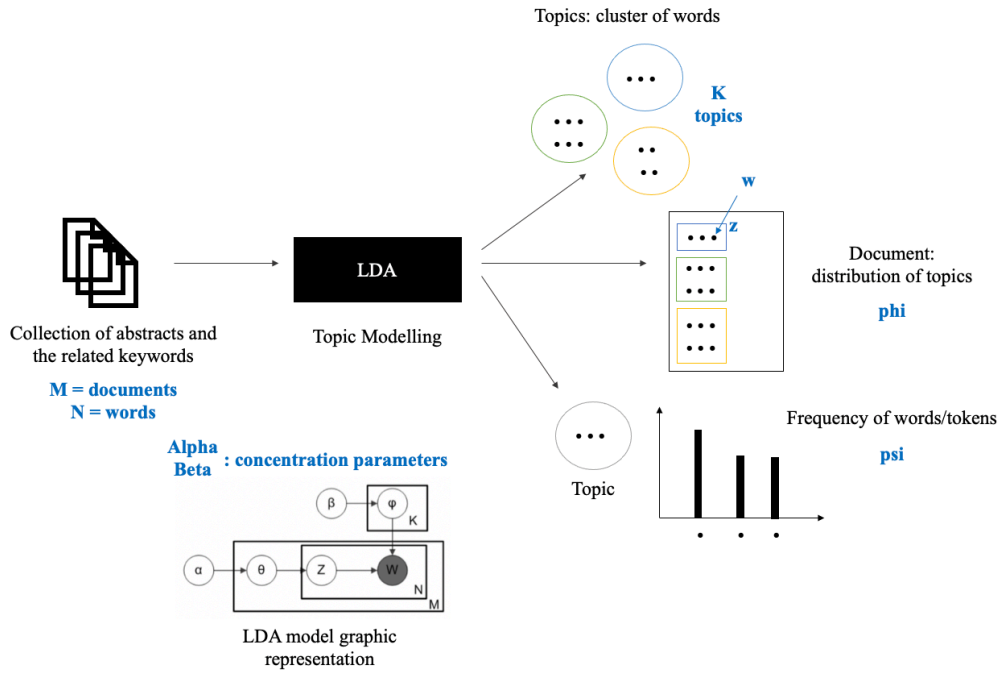 Topics: cluster of words
K
topics
w
z
LDA
Document:
distribution of topics
phi
Topic Modelling
Collection of abstracts and
the related keywords
M = documents
N = words
Frequency of words/tokens
psi
Alpha
Beta
: concentration parameters
Topic
β
φ
K
α
θ
Z
W
N
M
LDA model graphic
representation